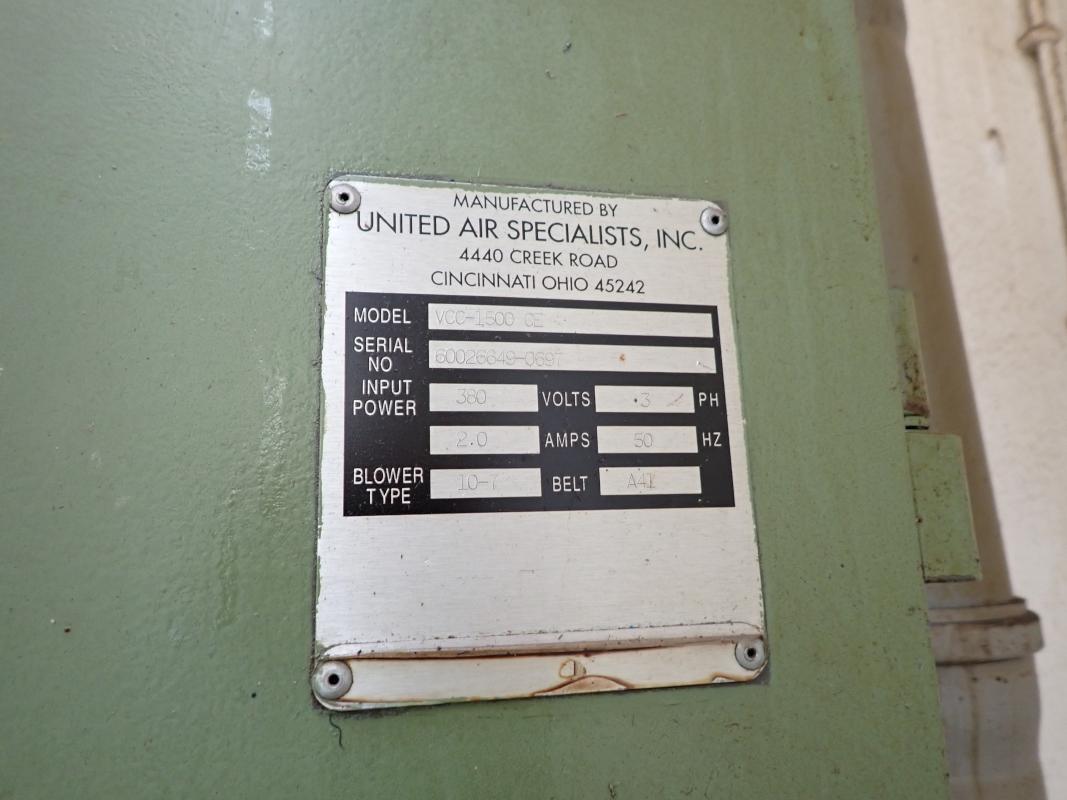 MANUFACTURED BY
UNITED AIR SPECIALISTS, INC.
4440 CREEK ROAD
CINCINNATI OHIO 45242
MODEL VCC-1500 CE
SERIAL NO 60026649-0697
INPUT POWER 380 VOLTS 3 PH
2.0 AMPS 50 HZ
BLOWER TYPE 10-7 BELT A41